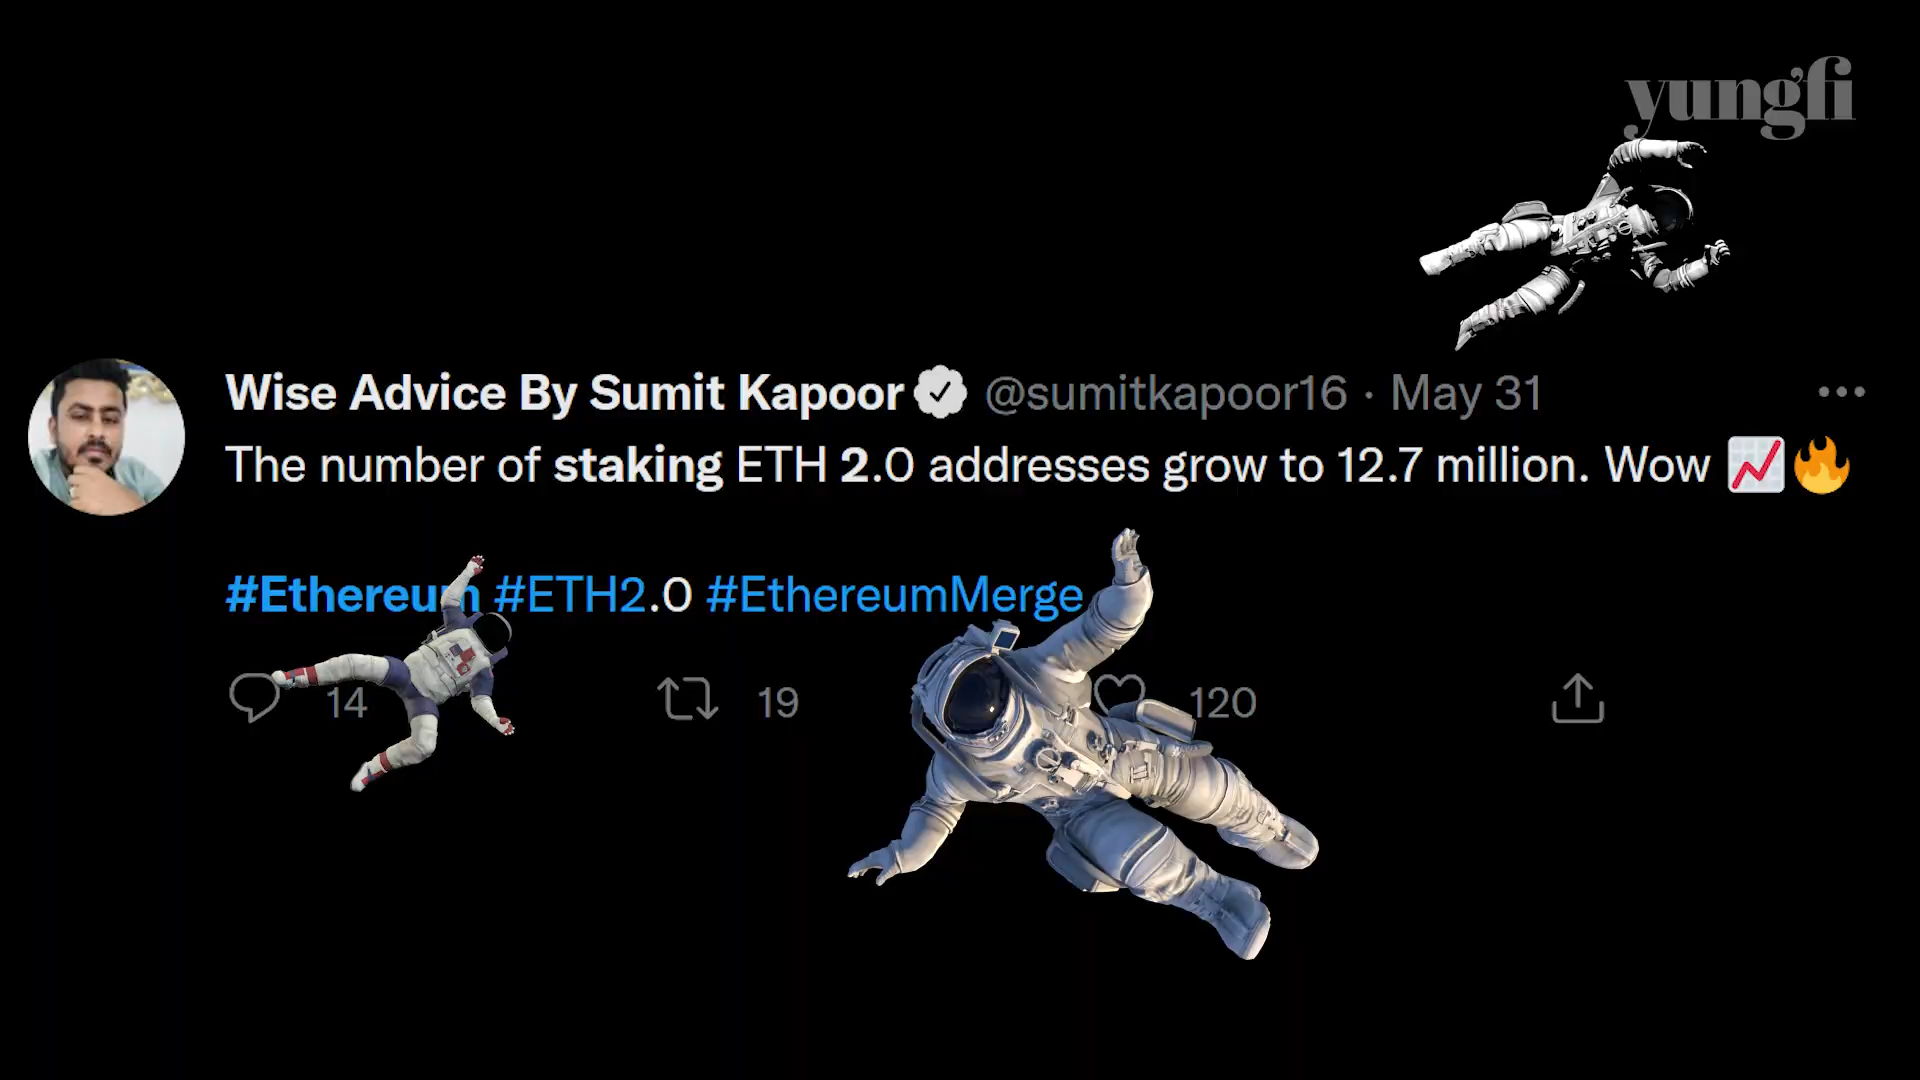 yungfi
Wise Advice By Sumit Kapoor @sumitkapoor16 · May 31
The number of staking ETH 2.0 addresses grow to 12.7 million. Wow 📈🔥
#Ethereum #ETH2.0 #EthereumMerge
14 19 120